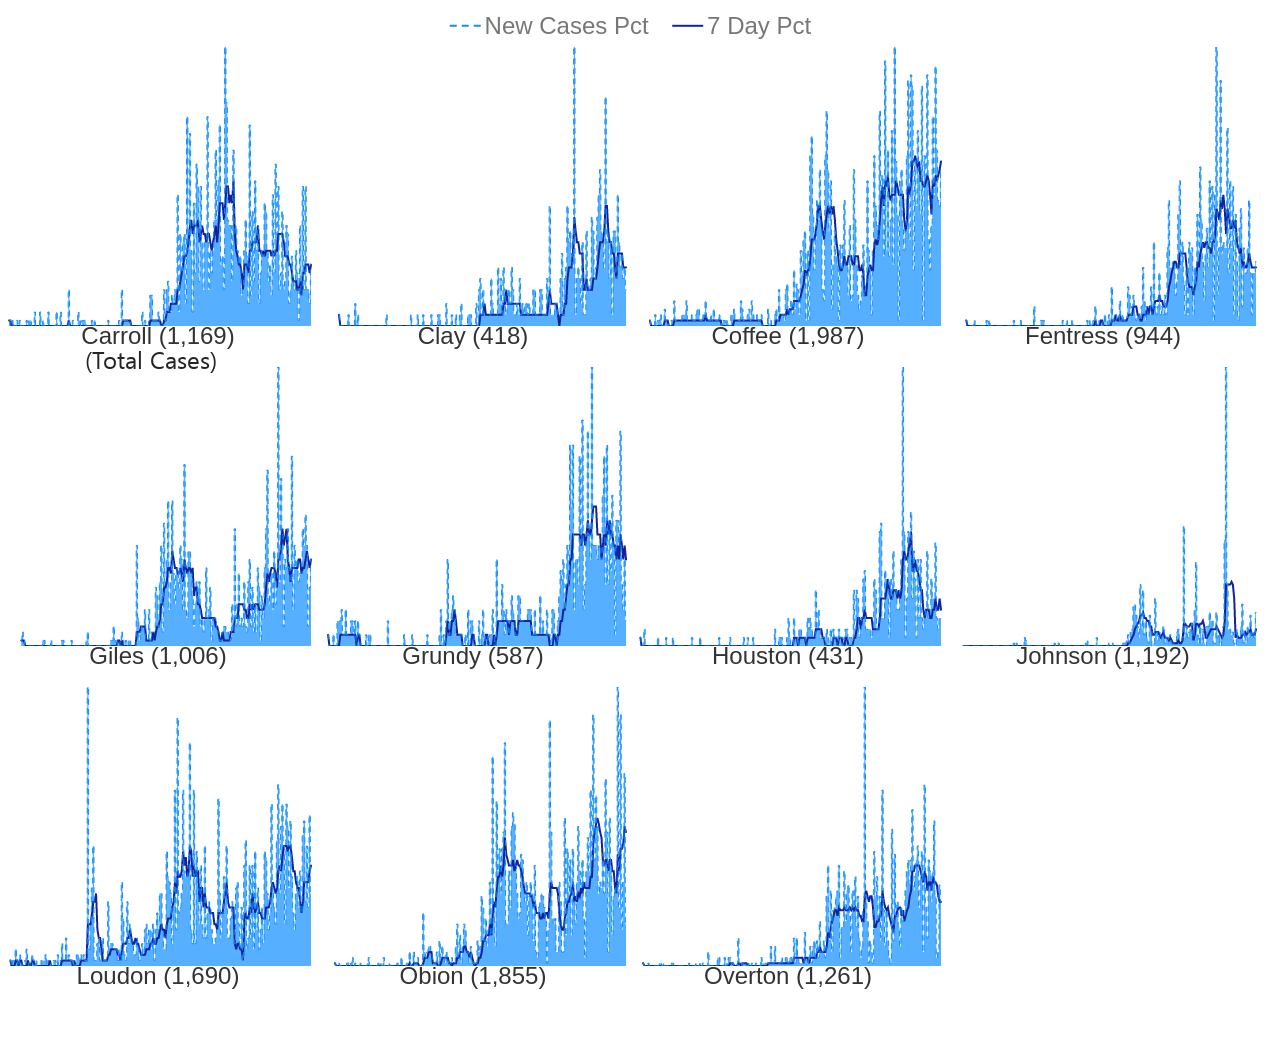 New Cases Pct 7 Day Pct
Carroll (1,169) Clay (418) Coffee (1,987) Fentress (944)
(Total Cases)
Giles (1,006) Grundy (587) Houston (431) Johnson (1,192)
Loudon (1,690) Obion (1,855) Overton (1,261)